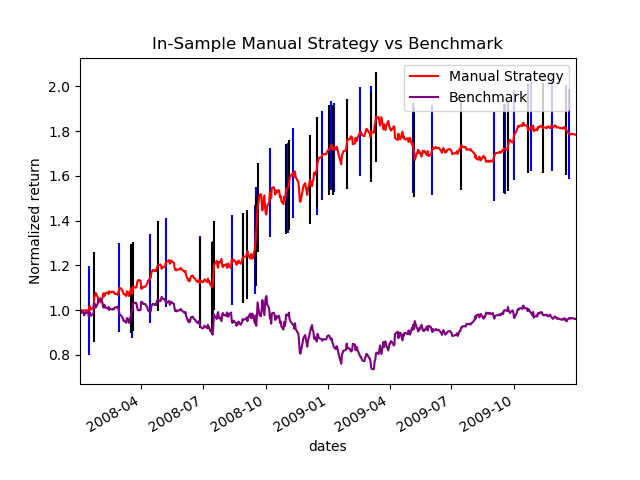 In-Sample Manual Strategy vs Benchmark
Manual Strategy
Benchmark
Normalized return
2.0
1.8
1.6
1.4
1.2
1.0
0.8
2008-04
2008-07
2008-10
2009-01
2009-04
2009-07
2009-10
dates